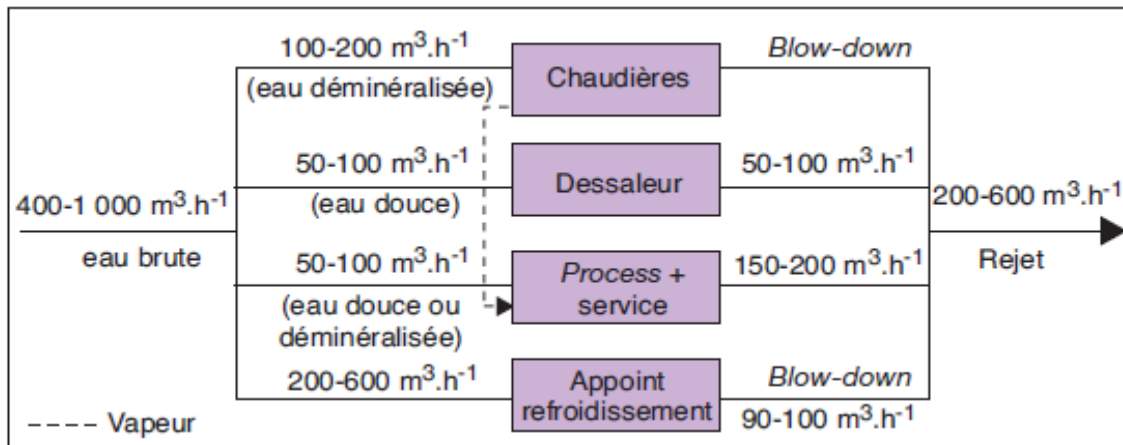 100-200 m³.h⁻¹
(eau déminéralisée)
Chaudières
Blow-down
50-100 m³.h⁻¹
(eau douce)
Dessaleur
50-100 m³.h⁻¹
400-1 000 m³.h⁻¹
eau brute
200-600 m³.h⁻¹
Rejet
50-100 m³.h⁻¹
(eau douce ou
déminéralisée)
Process +
service
150-200 m³.h⁻¹
200-600 m³.h⁻¹
Appoint
refroidissement
Blow-down
90-100 m³.h⁻¹
---- Vapeur